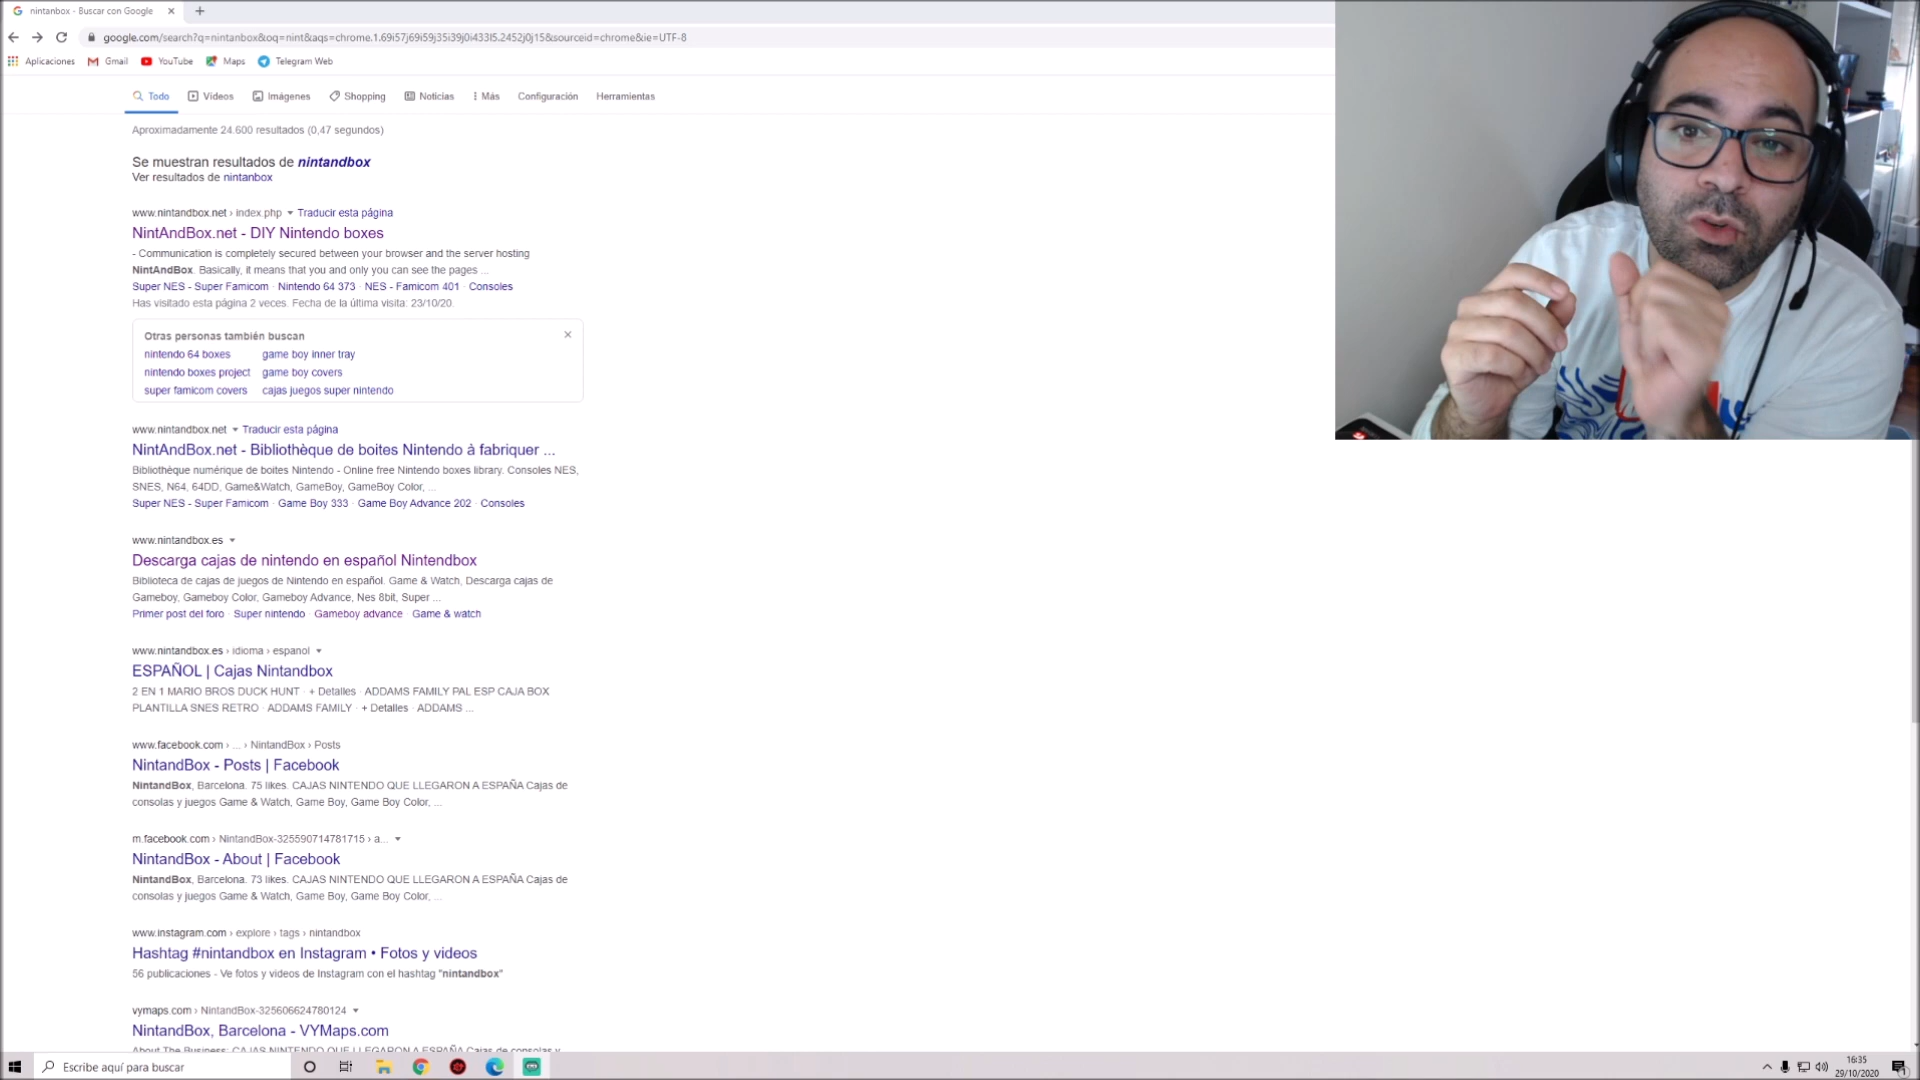 nintanbox - Buscar con Google
google.com/search?q=nintanbox&oq=nint&aqs=chrome.1.69i57j69i59j35i39j0i433l5.2452j0j15&sourceid=chrome&ie=UTF-8
Aplicaciones Gmail YouTube Maps Telegram Web
Todo Vídeos Imágenes Shopping Noticias Más Configuración Herramientas
Aproximadamente 24.600 resultados (0,47 segundos)
Se muestran resultados de nintandbox
Ver resultados de nintanbox
www.nintandbox.net › index.php Traducir esta página
NintAndBox.net - DIY Nintendo boxes
- Communication is completely secured between your browser and the server hosting
NintAndBox. Basically, it means that you and only you can see the pages ...
Super NES - Super Famicom · Nintendo 64 373 · NES - Famicom 401 · Consoles
Has visitado esta página 2 veces. Fecha de la última visita: 23/10/20.
Otras personas también buscan
nintendo 64 boxes game boy inner tray
nintendo boxes project game boy covers
super famicom covers cajas juegos super nintendo
www.nintandbox.net Traducir esta página
NintAndBox.net - Bibliothèque de boites Nintendo à fabriquer ...
Bibliothèque numérique de boites Nintendo - Online free Nintendo boxes library. Consoles NES,
SNES, N64, 64DD, Game&Watch, GameBoy, GameBoy Color, ...
Super NES - Super Famicom · Game Boy 333 · Game Boy Advance 202 · Consoles
www.nintandbox.es
Descarga cajas de nintendo en español Nintendbox
Biblioteca de cajas de juegos de Nintendo en español. Game & Watch, Descarga cajas de
Gameboy, Gameboy Color, Gameboy Advance, Nes 8bit, Super ...
Primer post del foro · Super nintendo · Gameboy advance · Game & watch
www.nintandbox.es › idioma › espanol
ESPAÑOL | Cajas Nintandbox
2 EN 1 MARIO BROS DUCK HUNT · + Detalles · ADDAMS FAMILY PAL ESP CAJA BOX
PLANTILLA SNES RETRO · ADDAMS FAMILY · + Detalles · ADDAMS ...
www.facebook.com › ... › NintandBox › Posts
NintandBox - Posts | Facebook
NintandBox, Barcelona. 75 likes. CAJAS NINTENDO QUE LLEGARON A ESPAÑA Cajas de
consolas y juegos Game & Watch, Game Boy, Game Boy Color, ...
m.facebook.com › NintandBox-325590714781715 › a...
NintandBox - About | Facebook
NintandBox, Barcelona. 73 likes. CAJAS NINTENDO QUE LLEGARON A ESPAÑA Cajas de
consolas y juegos Game & Watch, Game Boy, Game Boy Color, ...
www.instagram.com › explore › tags › nintandbox
Hashtag #nintandbox en Instagram • Fotos y videos
56 publicaciones - Ve fotos y videos de Instagram con el hashtag "nintandbox"
vymaps.com › NintandBox-325606624780124
NintandBox, Barcelona - VYMaps.com
About The Business: CAJAS NINTENDO QUE LLEGARON A ESPAÑA Cajas de consolas y
Escribe aquí para buscar
16:35
29/10/2020
1